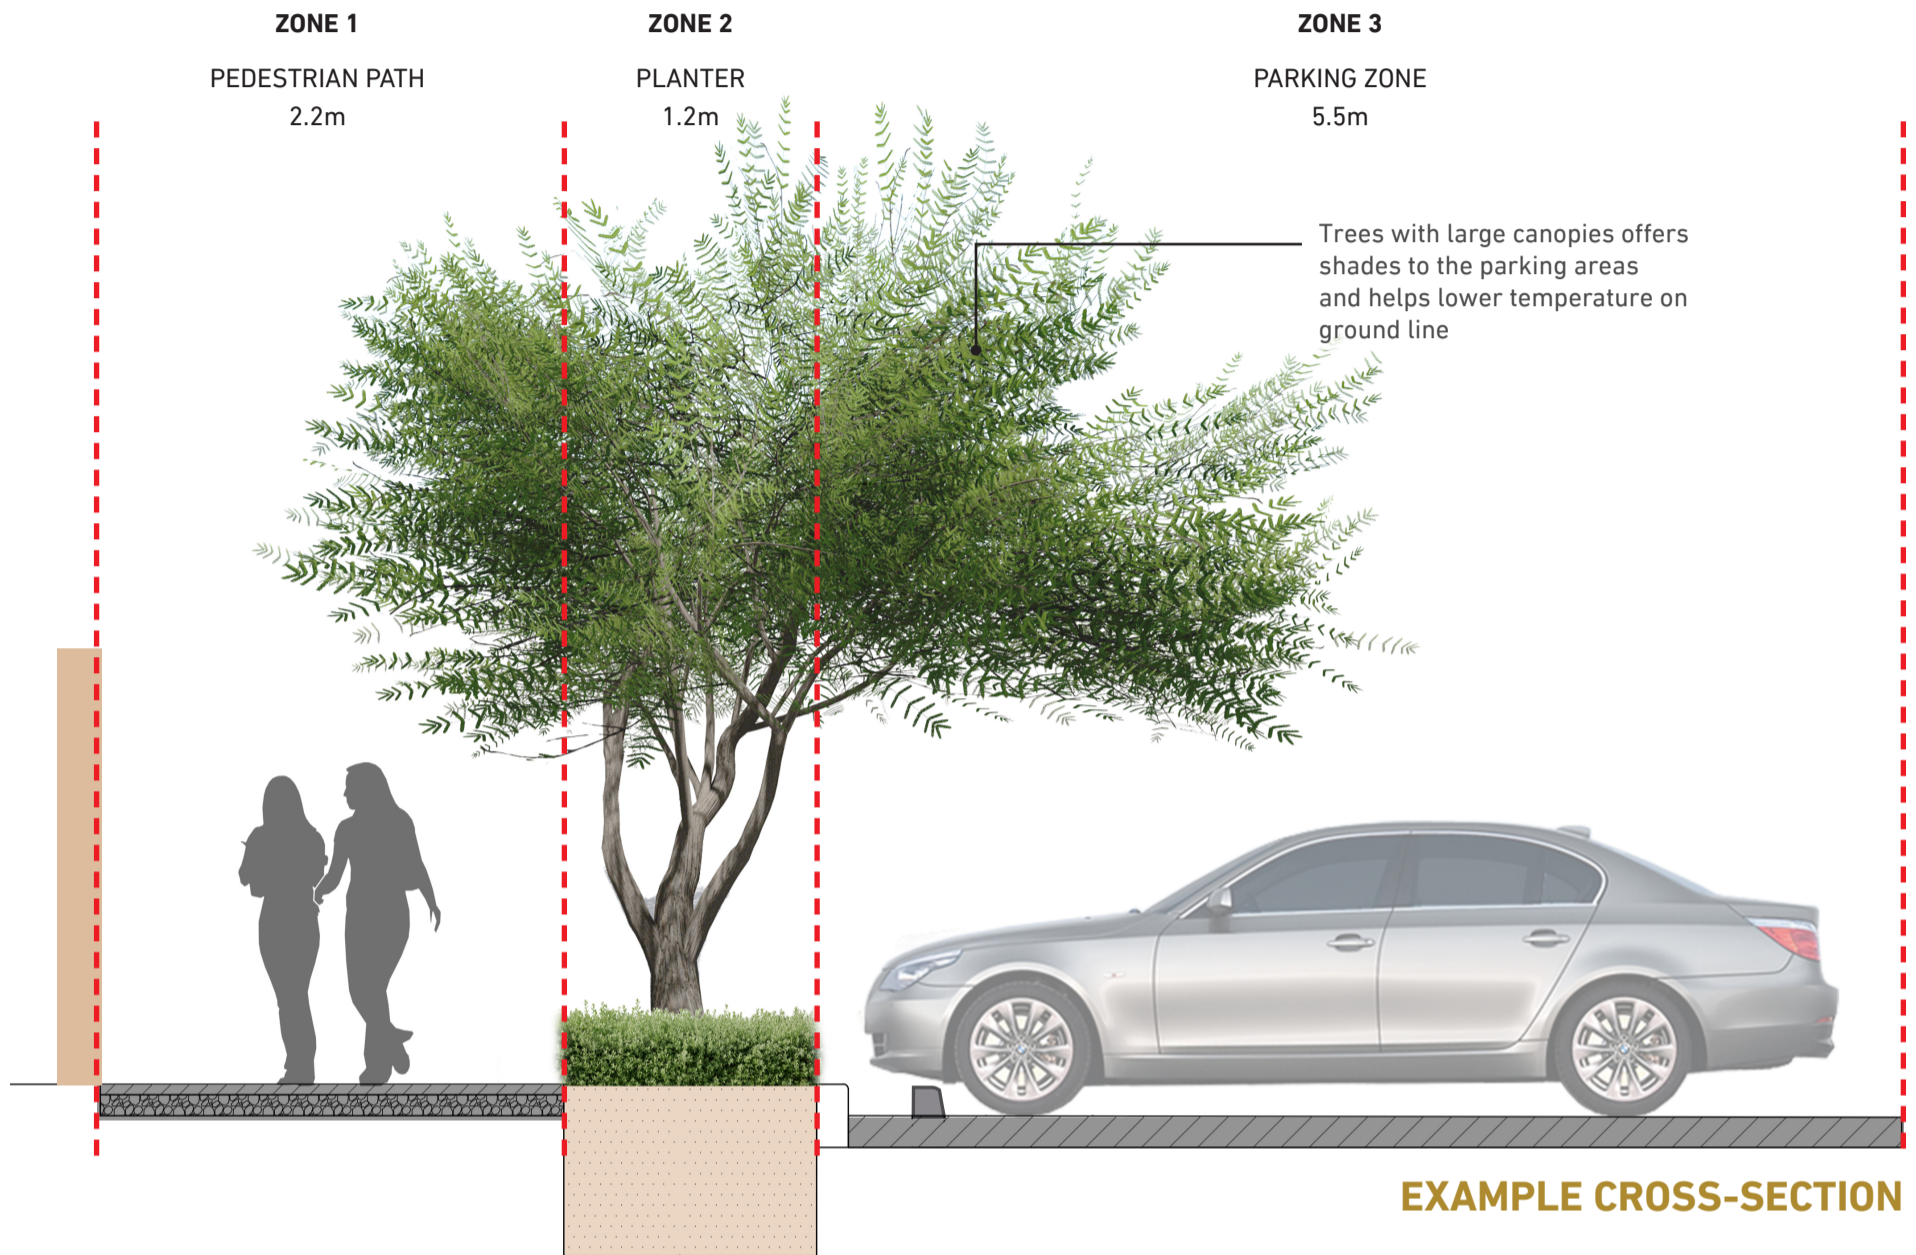 ZONE 1
PEDESTRIAN PATH
2.2m
ZONE 2
PLANTER
1.2m
ZONE 3
PARKING ZONE
5.5m
Trees with large canopies offers
shades to the parking areas
and helps lower temperature on
ground line
EXAMPLE CROSS-SECTION